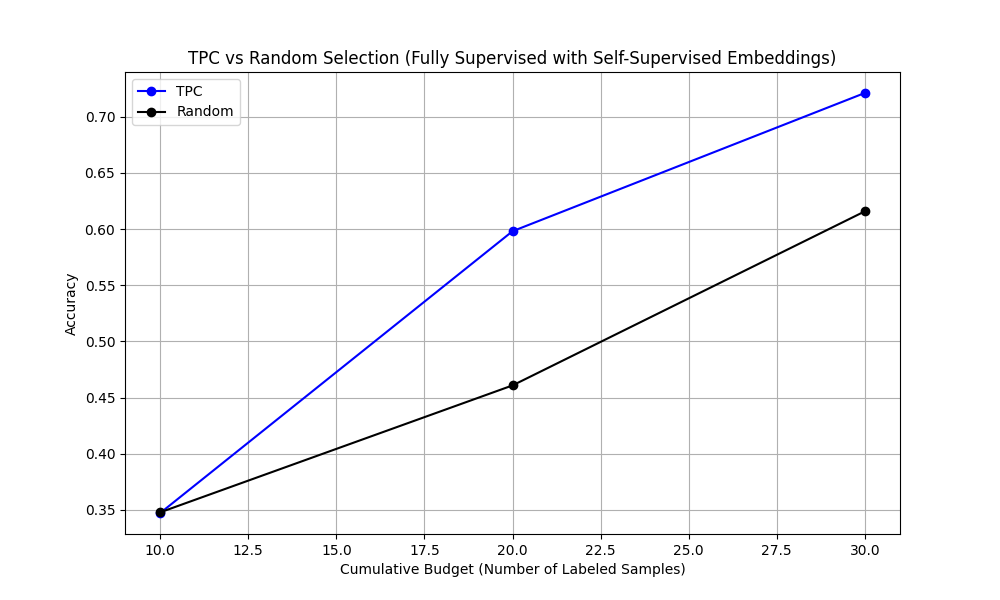 TPC vs Random Selection (Fully Supervised with Self-Supervised Embeddings)
TPC
Random
0.70
0.65
0.60
0.55
0.50
0.45
0.40
0.35
Accuracy
10.0 12.5 15.0 17.5 20.0 22.5 25.0 27.5 30.0
Cumulative Budget (Number of Labeled Samples)